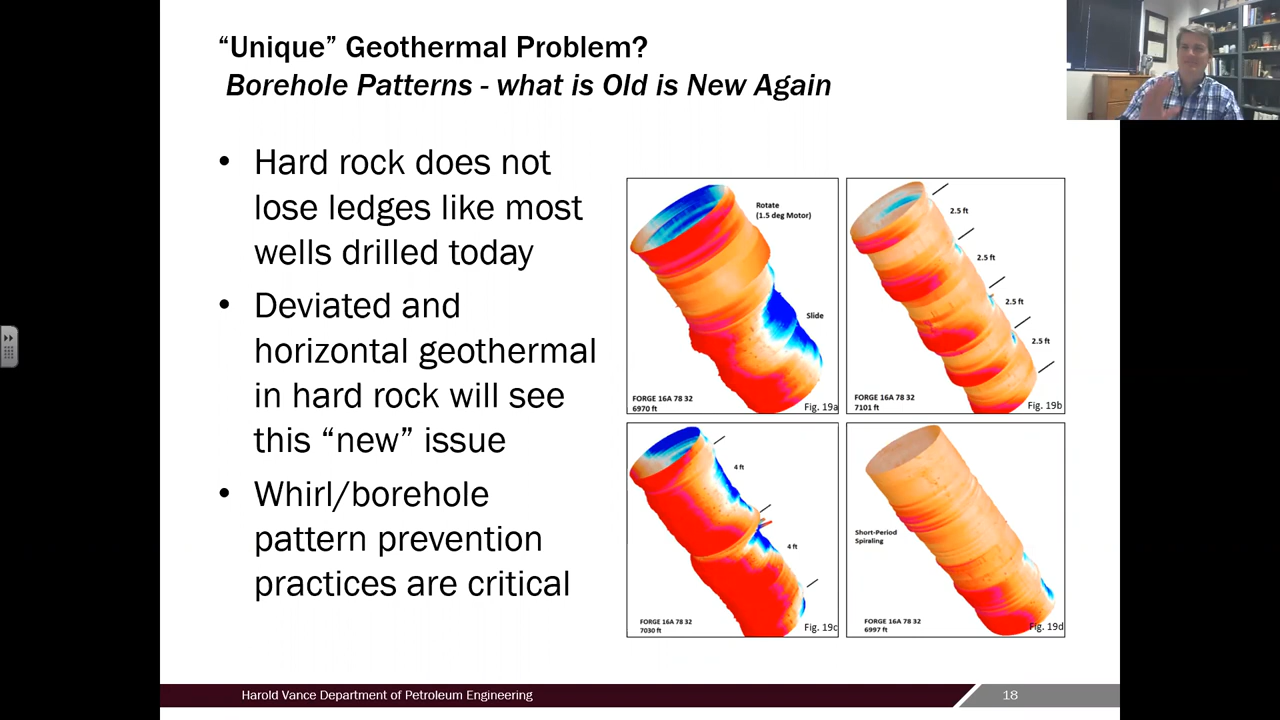 “Unique” Geothermal Problem?
Borehole Patterns - what is Old is New Again
• Hard rock does not
lose ledges like most
wells drilled today
• Deviated and
horizontal geothermal
in hard rock will see
this “new” issue
• Whirl/borehole
pattern prevention
practices are critical
Rotate
(1.5 deg Motor)
Slide
FORGE 16A 78 32
6970 ft
Fig. 19a
2.5 ft
2.5 ft
2.5 ft
2.5 ft
FORGE 16A 78 32
7101 ft
Fig. 19b
4 ft
4 ft
FORGE 16A 78 32
7030 ft
Fig. 19c
Short-Period
Spiraling
FORGE 16A 78 32
6997 ft
Fig. 19d
Harold Vance Department of Petroleum Engineering
18